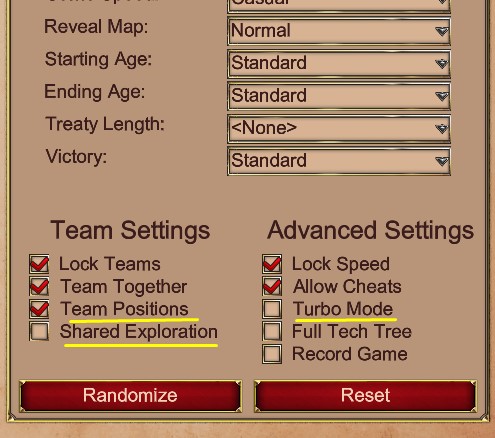 Casual
Reveal Map: Normal
Starting Age: Standard
Ending Age: Standard
Treaty Length: <None>
Victory: Standard
Team Settings
Lock Teams
Team Together
Team Positions
Shared Exploration
Advanced Settings
Lock Speed
Allow Cheats
Turbo Mode
Full Tech Tree
Record Game
Randomize
Reset